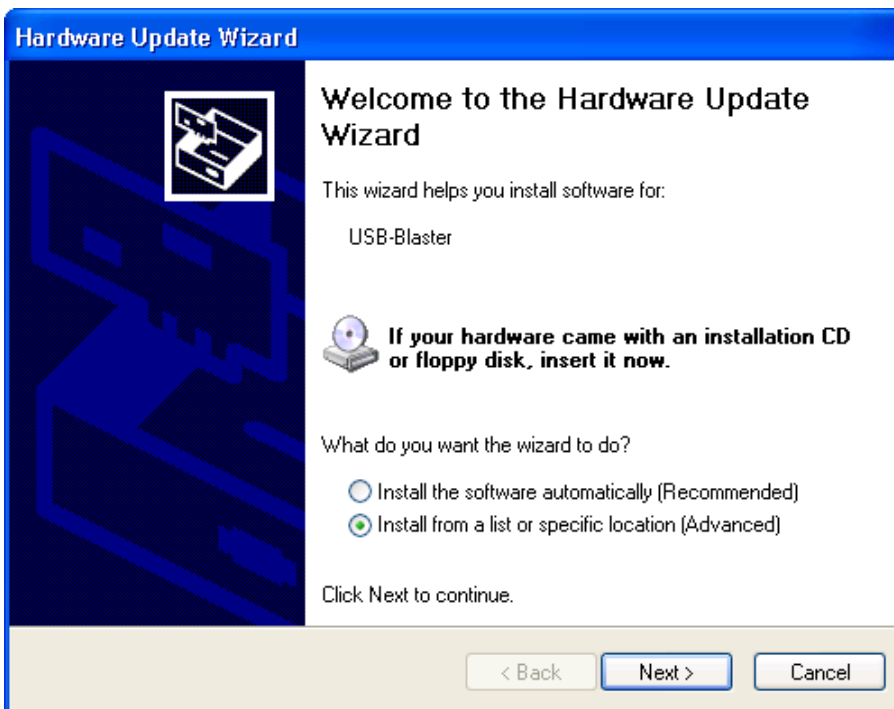 Hardware Update Wizard
Welcome to the Hardware Update
Wizard
This wizard helps you install software for:
USB-Blaster
If your hardware came with an installation CD
or floppy disk, insert it now.
What do you want the wizard to do?
Install the software automatically (Recommended)
Install from a list or specific location (Advanced)
Click Next to continue.
< Back Next > Cancel